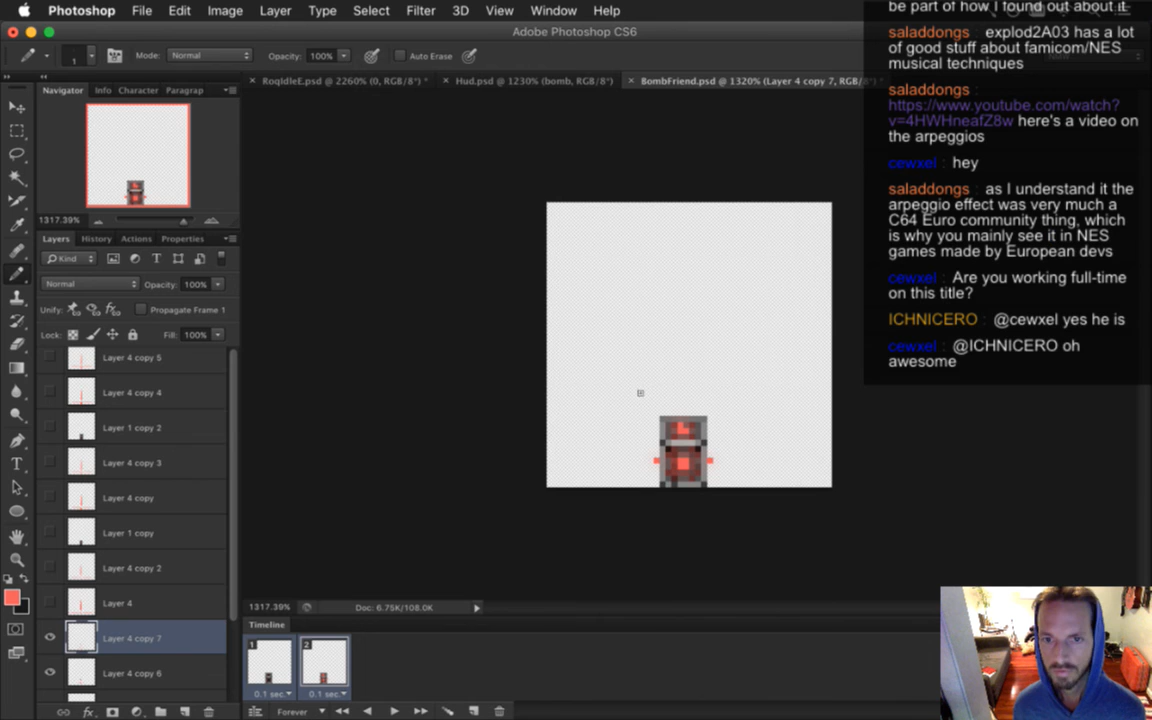 Photoshop File Edit Image Layer Type Select Filter 3D View Window Help
Adobe Photoshop CS6
1 Mode: Normal Opacity: 100% Auto Erase
RoqIdleE.psd @ 2260% (0, RGB/8*) * Hud.psd @ 1230% (bomb, RGB/8*) BombFriend.psd @ 1320% (Layer 4 copy 7, RGB/8*) *
Navigator Info Character Paragraph
1317.39%
Layers History Actions Properties
Kind
Normal Opacity: 100%
Unify: Propagate Frame 1
Lock: Fill: 100%
Layer 4 copy 5
Layer 4 copy 4
Layer 1 copy 2
Layer 4 copy 3
Layer 4 copy
Layer 1 copy
Layer 4 copy 2
Layer 4
Layer 4 copy 7
Layer 4 copy 6
1317.39% Doc: 6.75K/108.0K
Timeline
1 2
0.1 sec. 0.1 sec.
Forever
be part of how I found out about it
saladdongs : explod2A03 has a lot
of good stuff about famicom/NES
musical techniques
saladdongs :
https://www.youtube.com/watch?
v=4HWHneafZ8w here's a video on
the arpeggios
cewxel : hey
saladdongs : as I understand it the
arpeggio effect was very much a
C64 Euro community thing, which
is why you mainly see it in NES
games made by European devs
cewxel : Are you working full-time
on this title?
ICHNICERO : @cewxel yes he is
cewxel : @ICHNICERO oh
awesome